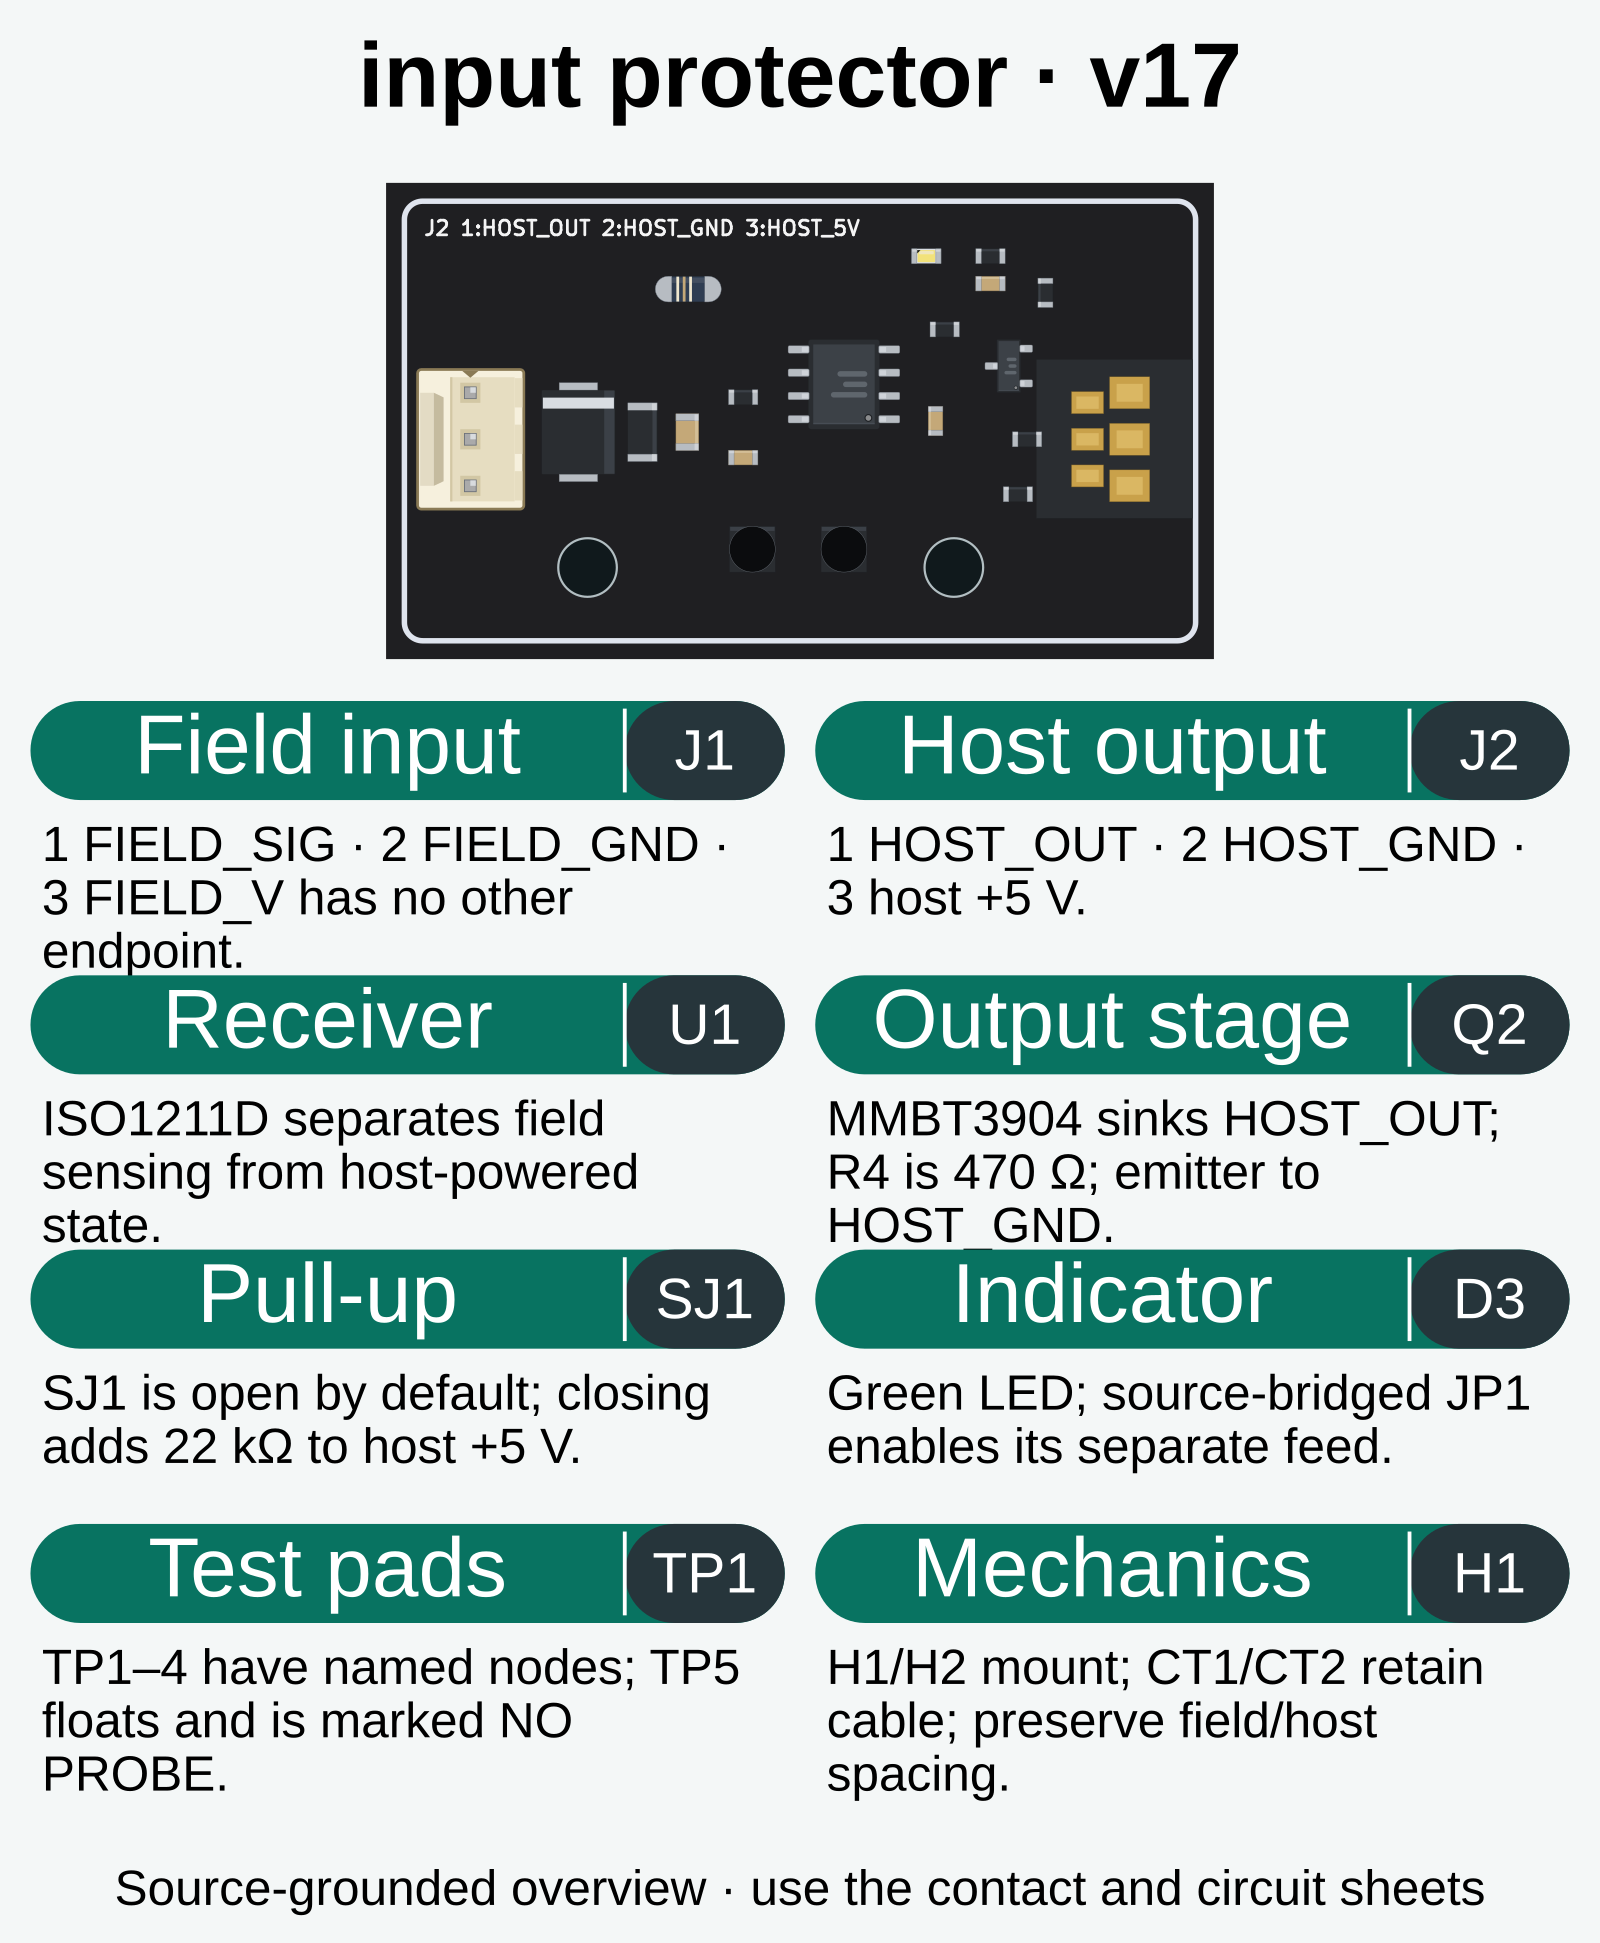 input protector · v17
J2 1:HOST_OUT 2:HOST_GND 3:HOST_5V
Field input J1
1 FIELD_SIG · 2 FIELD_GND ·
3 FIELD_V has no other
endpoint.
Host output J2
1 HOST_OUT · 2 HOST_GND ·
3 host +5 V.
Receiver U1
ISO1211D separates field
sensing from host-powered
state.
Output stage Q2
MMBT3904 sinks HOST_OUT;
R4 is 470 Ω; emitter to
HOST_GND.
Pull-up SJ1
SJ1 is open by default; closing
adds 22 kΩ to host +5 V.
Indicator D3
Green LED; source-bridged JP1
enables its separate feed.
Test pads TP1
TP1–4 have named nodes; TP5
floats and is marked NO
PROBE.
Mechanics H1
H1/H2 mount; CT1/CT2 retain
cable; preserve field/host
spacing.
Source-grounded overview · use the contact and circuit sheets